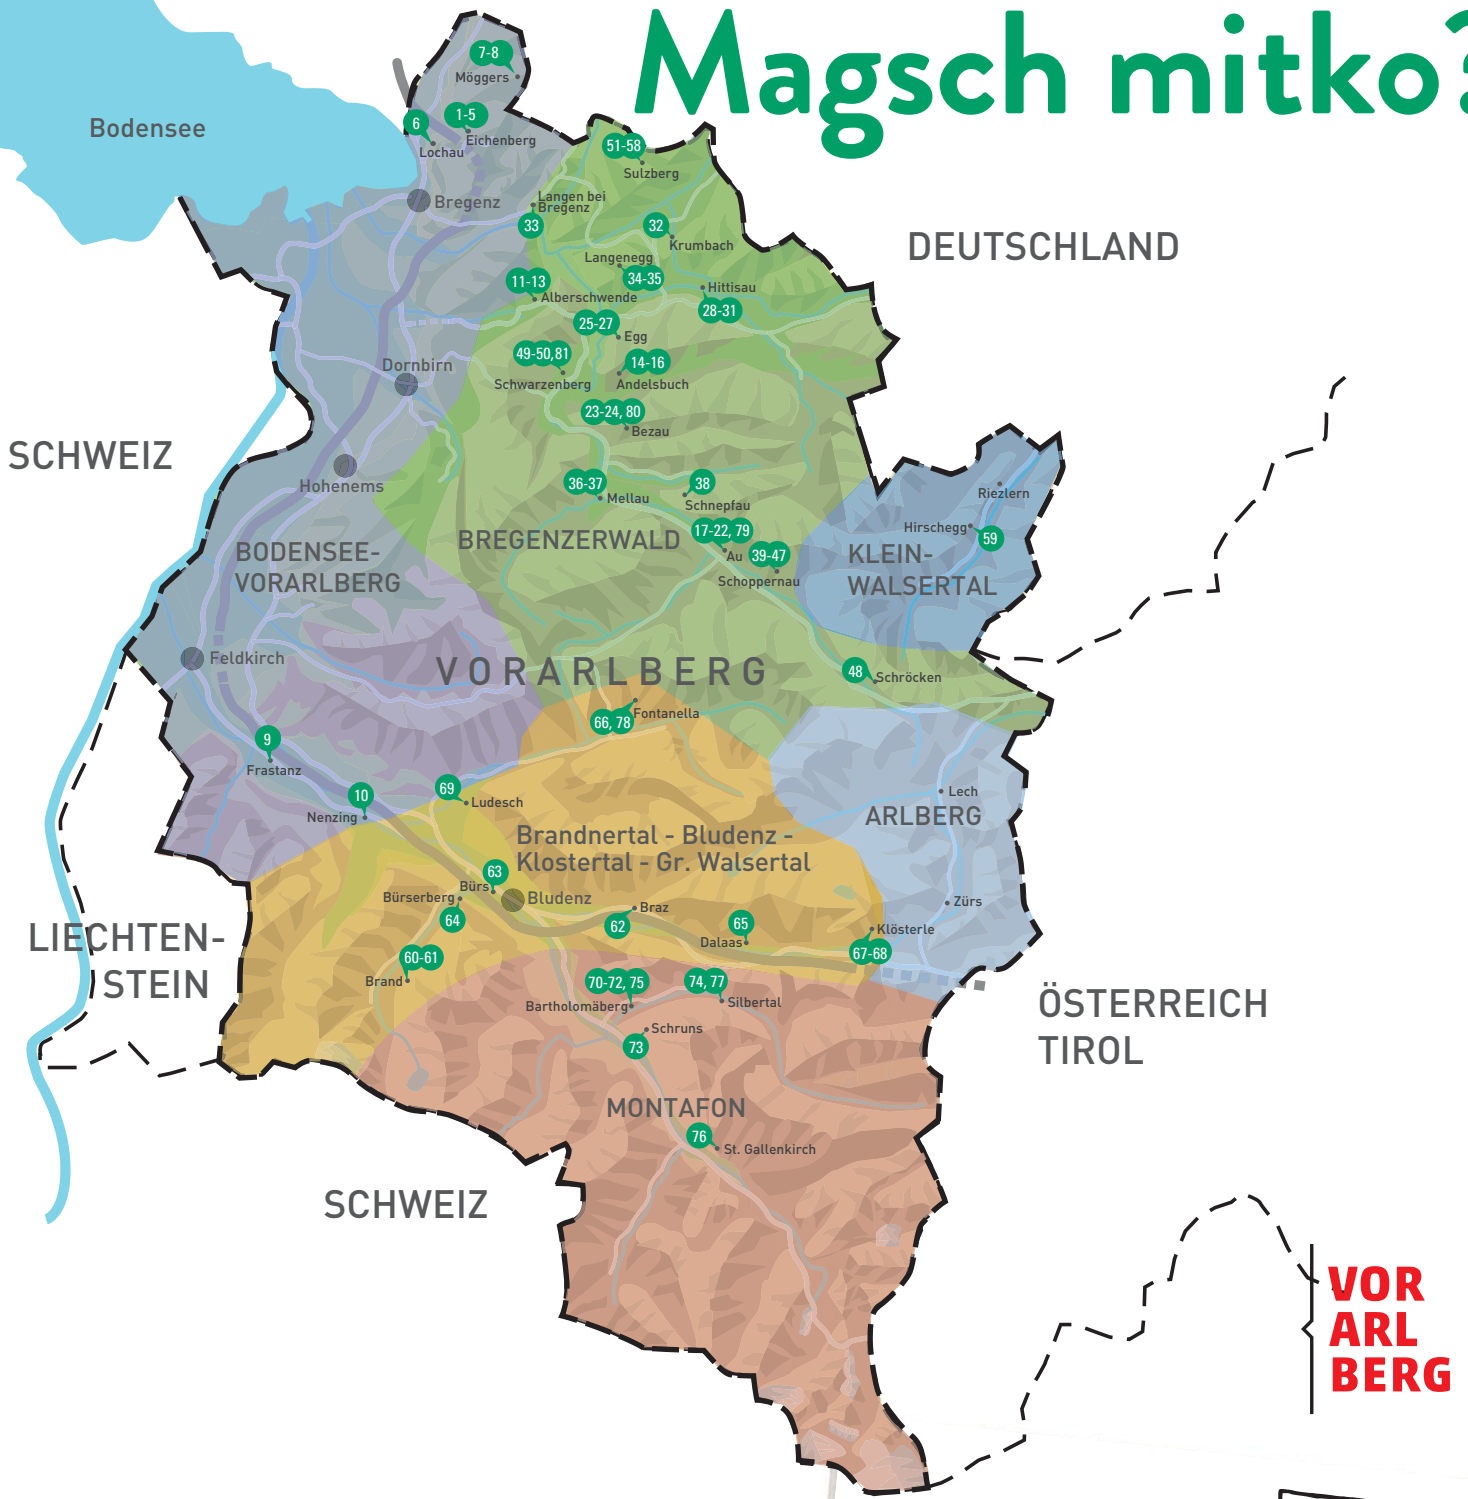 Magsch mitko?
7-8
Möggers
1-5
6
Eichenberg
Lochau
Bodensee
51-58
Sulzberg
Bregenz
Langen bei
Bregenz
33
32
Krumbach
DEUTSCHLAND
Langenegg
34-35
11-13
Alberschwende
Hittisau
28-31
25-27
Egg
49-50,81
Schwarzenberg
14-16
Andelsbuch
Dornbirn
23-24, 80
Bezau
SCHWEIZ
Hohenems
36-37
Mellau
38
Schnepfau
Riezlern
17-22, 79
Au
39-47
Schoppernau
Hirschegg
59
BREGENZERWALD
BODENSEE-
VORARLBERG
KLEIN-
WALSERTAL
Feldkirch
VORARLBERG
48
Schröcken
66, 78
Fontanella
9
Frastanz
10
Nenzing
69
Ludesch
Lech
ARLBERG
Brandnertal - Bludenz -
Klostertal - Gr. Walsertal
63
Bürs
Bürserberg
64
Bludenz
Braz
62
65
Dalaas
Zürs
Klösterle
67-68
LIECHTEN-
STEIN
60-61
Brand
70-72, 75
Bartholomäberg
74, 77
Silbertal
Schruns
73
ÖSTERREICH
TIROL
MONTAFON
76
St. Gallenkirch
SCHWEIZ
VOR
ARL
BERG